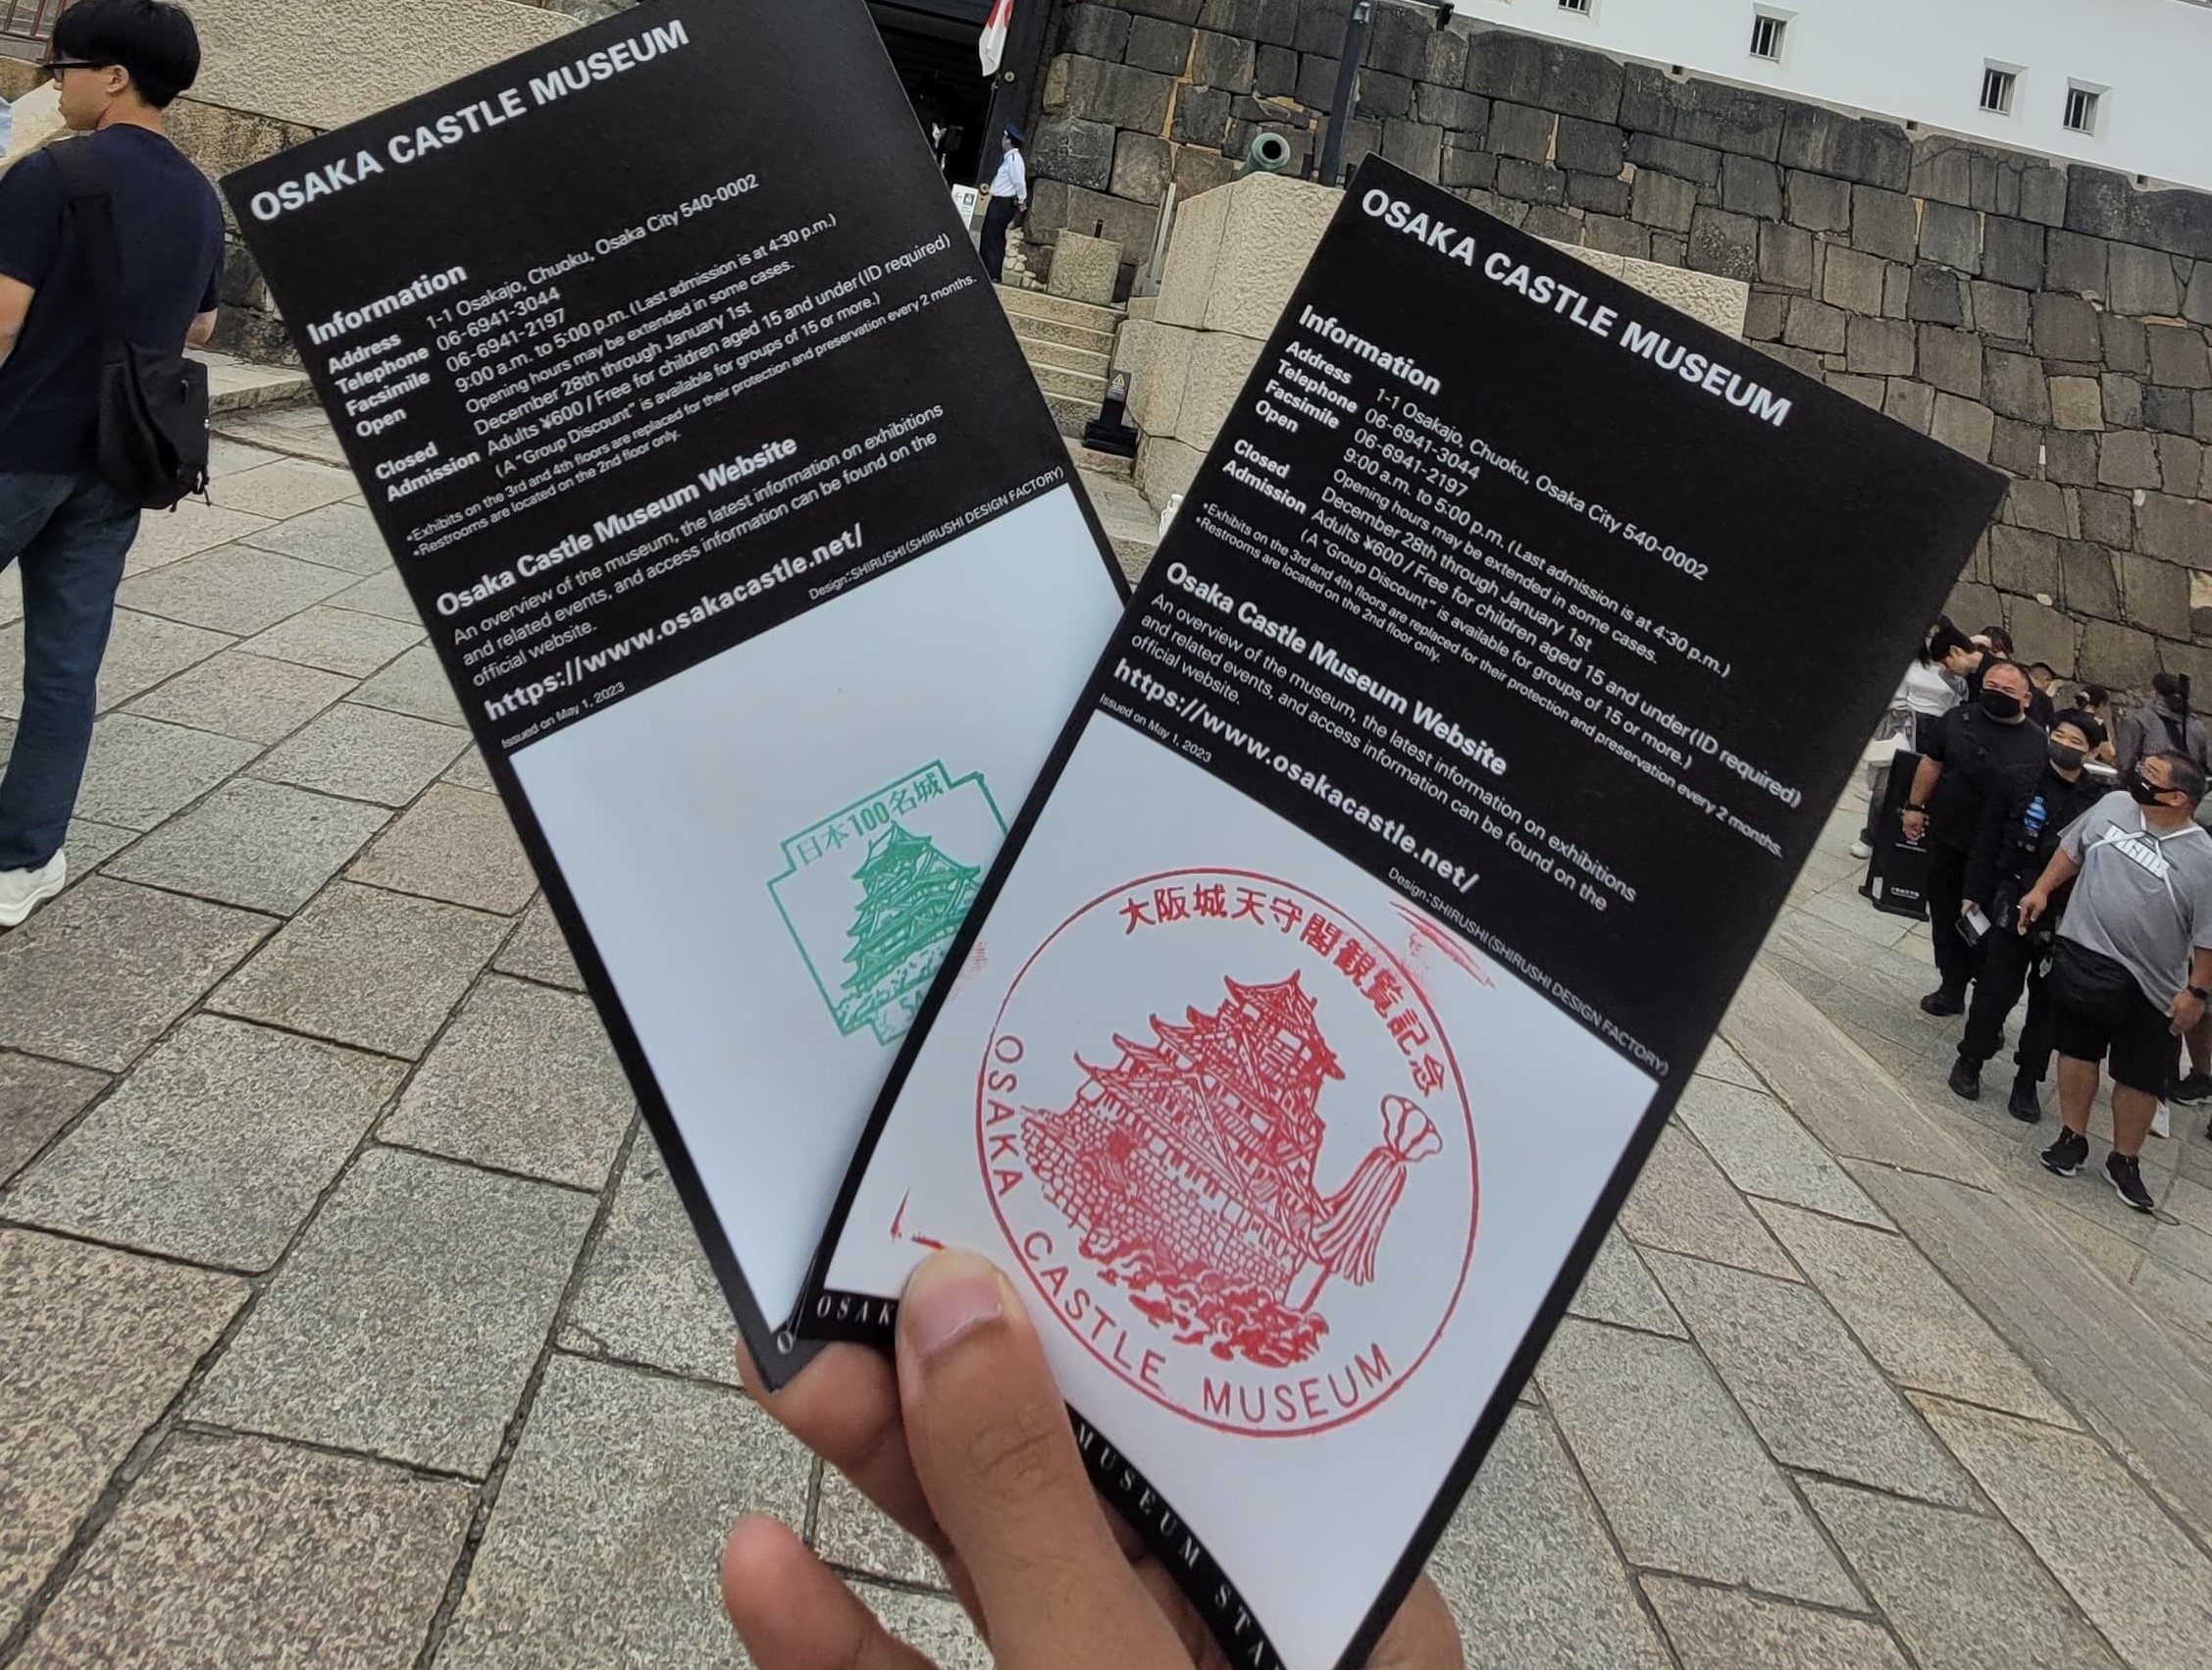 OSAKA CASTLE MUSEUM
Information
Address 1-1 Osakajo, Chuoku, Osaka City 540-0002
Telephone 06-6941-3044
Facsimile 06-6941-2197
Open 9:00 a.m. to 5:00 p.m. (Last admission is at 4:30 p.m.)
Opening hours may be extended in some cases.
Closed December 28th through January 1st
Admission Adults ¥600 / Free for children aged 15 and under (ID required)
(A "Group Discount" is available for groups of 15 or more.)
•Exhibits on the 3rd and 4th floors are replaced for their protection and preservation every 2 months.
•Restrooms are located on the 2nd floor only.
Osaka Castle Museum Website
An overview of the museum, the latest information on exhibitions
and related events, and access information can be found on the
official website.
https://www.osakacastle.net/
Issued on May 1, 2023
Design:SHIRUSHI (SHIRUSHI DESIGN FACTORY)
日本100名城
54
O
OSAKA CASTLE MUSEUM
Information
Address 1-1 Osakajo, Chuoku, Osaka City 540-0002
Telephone 06-6941-3044
Facsimile 06-6941-2197
Open 9:00 a.m. to 5:00 p.m. (Last admission is at 4:30 p.m.)
Opening hours may be extended in some cases.
Closed December 28th through January 1st
Admission Adults ¥600 / Free for children aged 15 and under (ID required)
(A "Group Discount" is available for groups of 15 or more.)
•Exhibits on the 3rd and 4th floors are replaced for their protection and preservation every 2 months.
•Restrooms are located on the 2nd floor only.
Osaka Castle Museum Website
An overview of the museum, the latest information on exhibitions
and related events, and access information can be found on the
official website.
https://www.osakacastle.net/
Issued on May 1, 2023
Design:SHIRUSHI (SHIRUSHI DESIGN FACTORY)
大阪城天守閣観覧記念
OSAKA CASTLE MUSEUM
OSAK MUSEUM STA